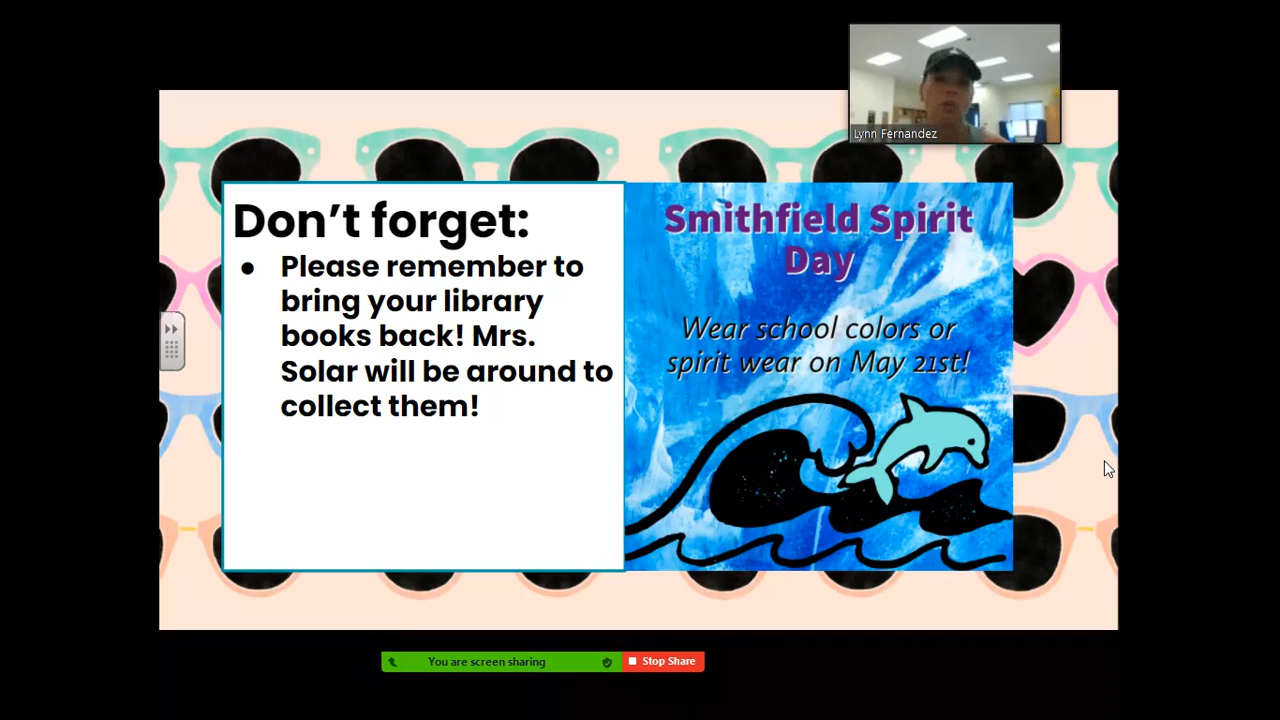 Lynn Fernandez
Don't forget:
● Please remember to
bring your library
books back! Mrs.
Solar will be around to
collect them!
Smithfield Spirit
Day
Wear school colors or
spirit wear on May 21st!
You are screen sharing
Stop Share